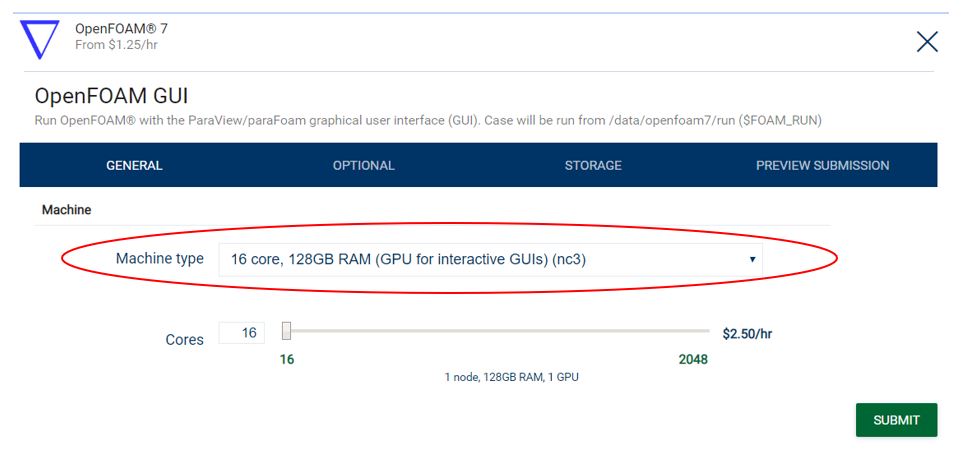 OpenFOAM® 7
From $1.25/hr
OpenFOAM GUI
Run OpenFOAM® with the ParaView/paraFoam graphical user interface (GUI). Case will be run from /data/openfoam7/run ($FOAM_RUN)
GENERAL OPTIONAL STORAGE PREVIEW SUBMISSION
Machine
Machine type 16 core, 128GB RAM (GPU for interactive GUIs) (nc3)
Cores 16 $2.50/hr
16 2048
1 node, 128GB RAM, 1 GPU
SUBMIT